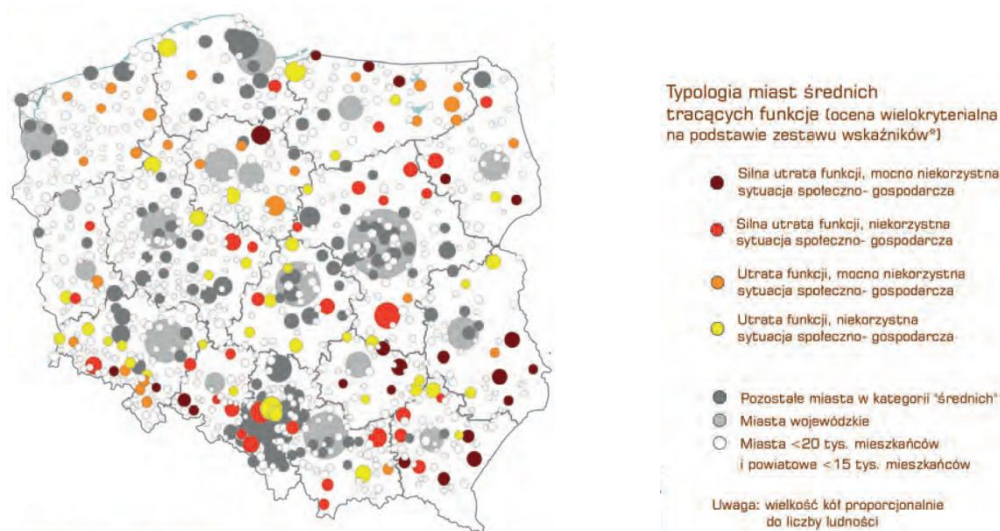 Typologia miast średnich
tracących funkcje (ocena wielokryterialna
na podstawie zestawu wskaźników*)
Silna utrata funkcji, mocno niekorzystna
sytuacja społeczno- gospodarcza
Silna utrata funkcji, niekorzystna
sytuacja społeczno- gospodarcza
Utrata funkcji, mocno niekorzystna
sytuacja społeczno- gospodarcza
Utrata funkcji, niekorzystna
sytuacja społeczno- gospodarcza
Pozostałe miasta w kategorii "średnich"
Miasta wojewódzkie
Miasta <20 tys. mieszkańców
i powiatowe <15 tys. mieszkańców
Uwaga: wielkość kół proporcjonalnie
do liczby ludności